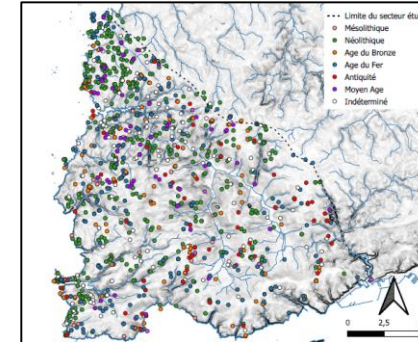 Limite du secteur étu
Mésolithique
Néolithique
Age du Bronze
Age du Fer
Antiquité
Moyen Age
Indéterminé
0 2,5